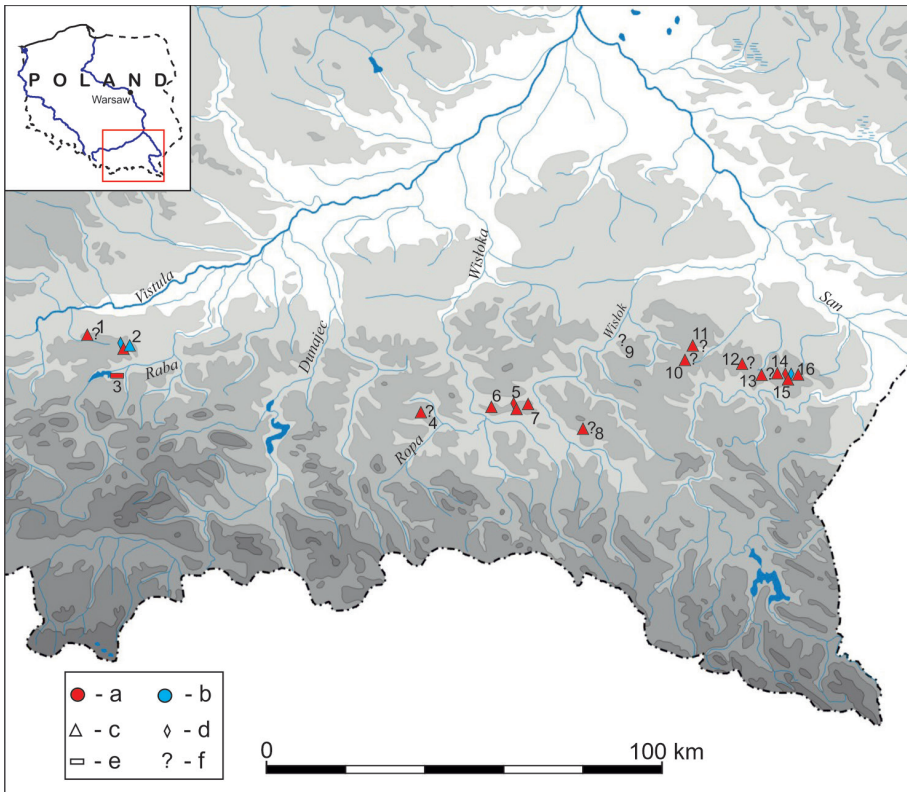 POLAND
Warsaw
Vistula
Raba
Dunajec
Ropa
Wisłoka
Wisłok
San
1
?
2
3
?
4
5
6
7
?
8
?
9
?
10
11
?
12
?
13
?
14
15
16
- a
- b
- c
- d
- e
? - f
0
100 km